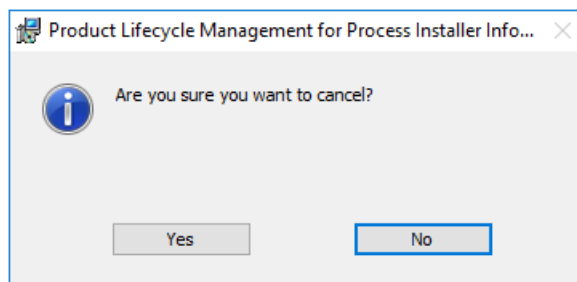 Product Lifecycle Management for Process Installer Info...
Are you sure you want to cancel?
Yes
No